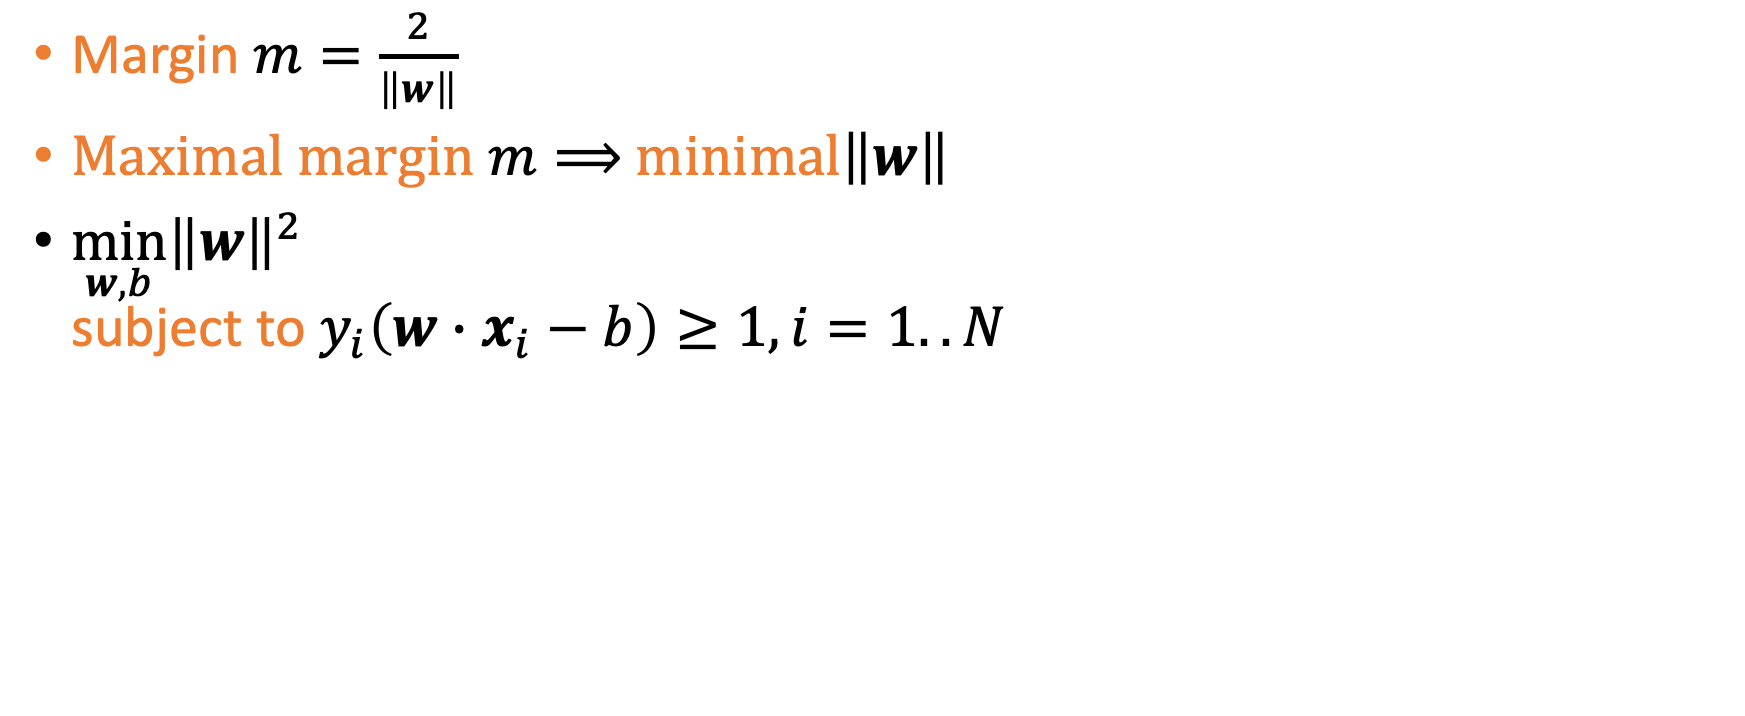 • Margin m = 2/‖w‖
• Maximal margin m ⟹ minimal‖w‖
• min‖w‖²
w,b
subject to yᵢ(w · xᵢ − b) ≥ 1, i = 1.. N